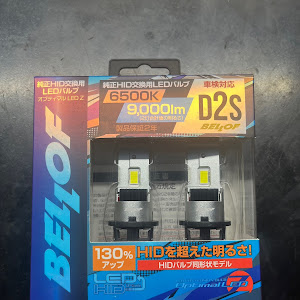 純正HID交換用
LEDバルブ
オプティマル LED Z
BELLOF
純正HID交換用LEDバルブ
6500K
9,000lm
製品保証2年
車検対応
D2S
BELLOF
130%
アップ
HIDを超えた明るさ!
HIDバルブ同形状モデル
LED
HID